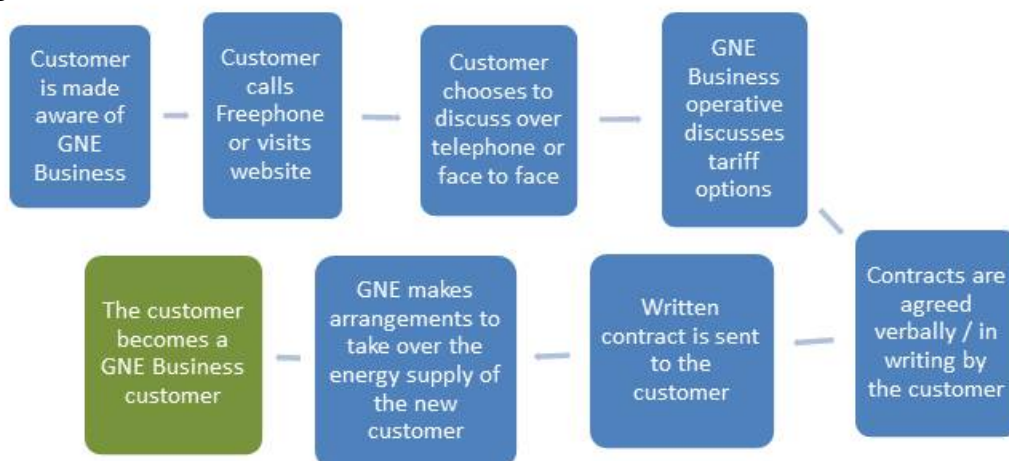 Customer
is made
aware of
GNE
Business
Customer
calls
Freephone
or visits
website
Customer
chooses to
discuss over
telephone or
face to face
GNE
Business
operative
discusses
tariff
options
Contracts are
agreed
verbally / in
writing by
the customer
Written
contract is sent
to the
customer
GNE makes
arrangements to
take over the
energy supply of
the new
customer
The customer
becomes a
GNE Business
customer